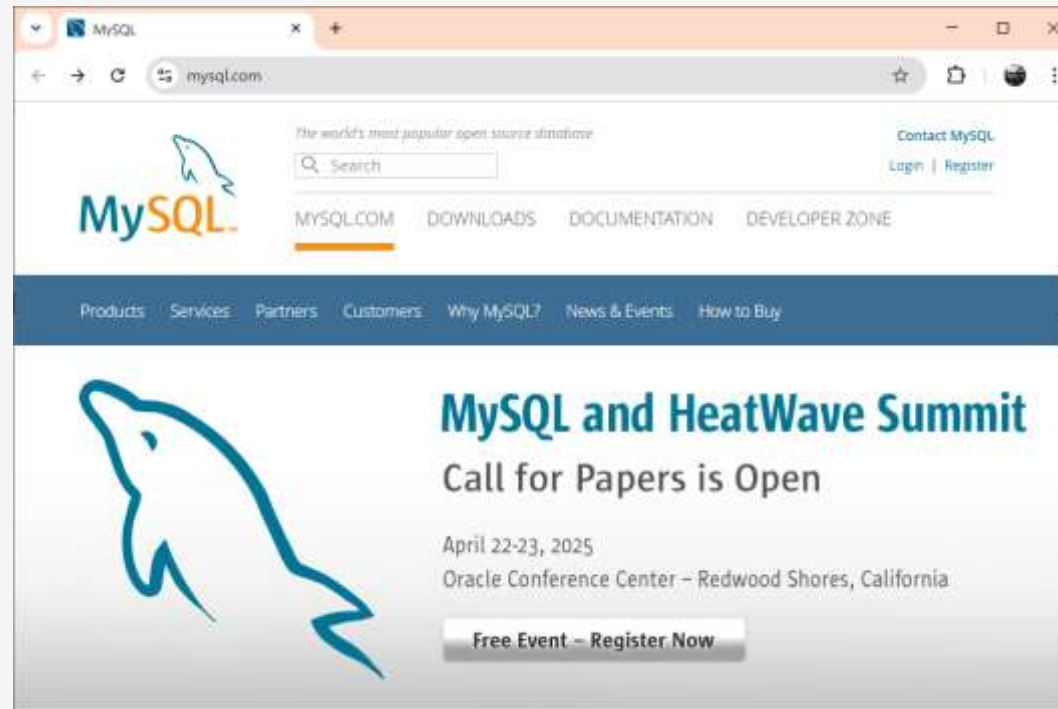 MySQL
mysql.com
The world's most popular open source database
Contact MySQL
Search
Login | Register
MySQL™
MYSQL.COM DOWNLOADS DOCUMENTATION DEVELOPER ZONE
Products Services Partners Customers Why MySQL? News & Events How to Buy
MySQL and HeatWave Summit
Call for Papers is Open
April 22-23, 2025
Oracle Conference Center – Redwood Shores, California
Free Event – Register Now